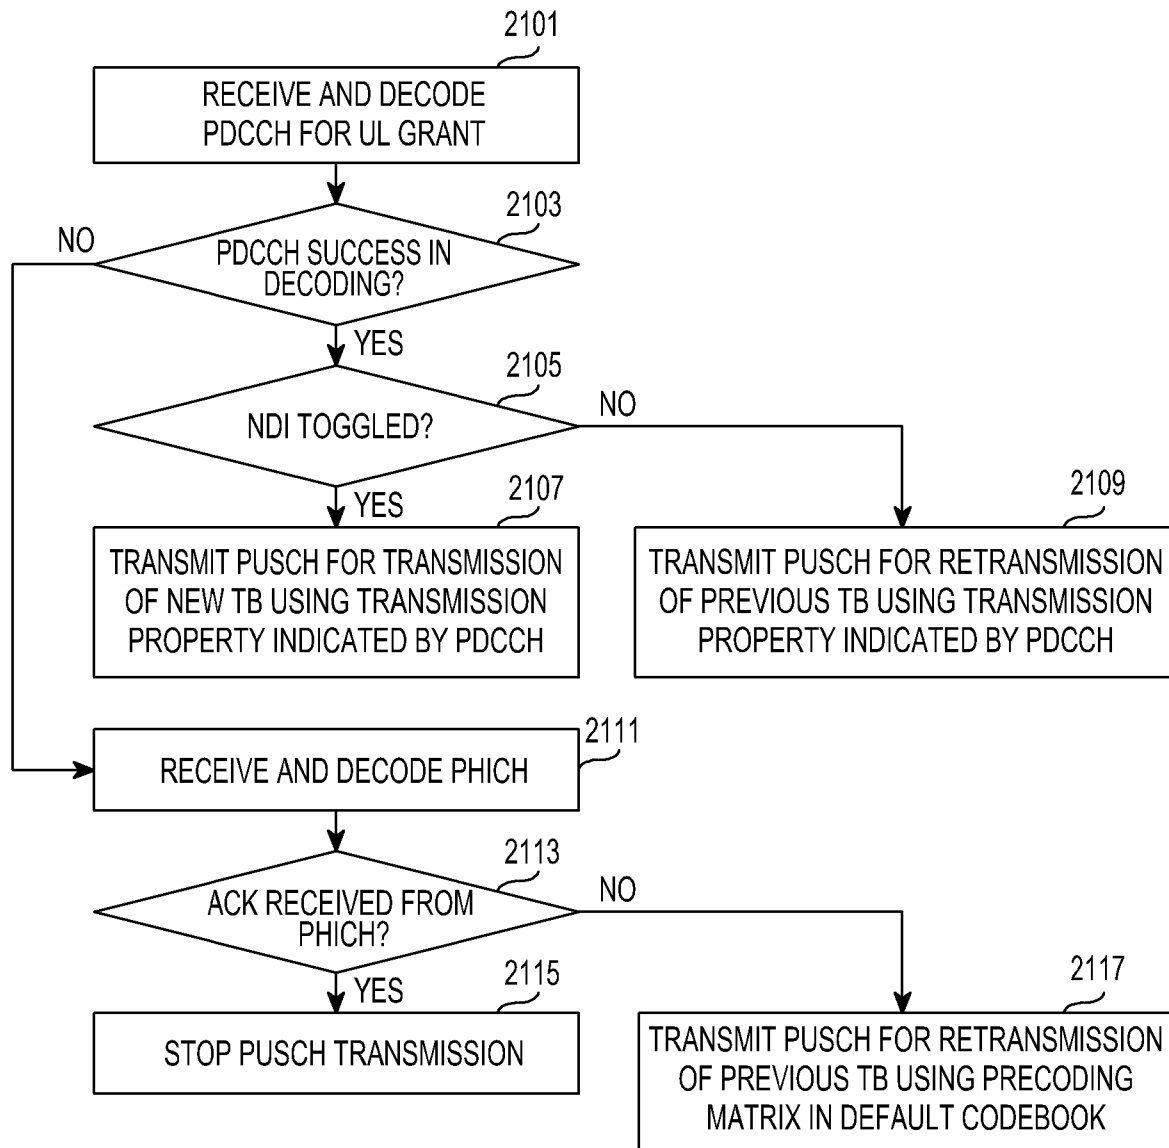 2101
RECEIVE AND DECODE
PDCCH FOR UL GRANT
2103
NO
PDCCH SUCCESS IN
DECODING?
YES
2105
NO
NDI TOGGLED?
YES
2107
2109
TRANSMIT PUSCH FOR TRANSMISSION
OF NEW TB USING TRANSMISSION
PROPERTY INDICATED BY PDCCH
TRANSMIT PUSCH FOR RETRANSMISSION
OF PREVIOUS TB USING TRANSMISSION
PROPERTY INDICATED BY PDCCH
2111
RECEIVE AND DECODE PHICH
2113
NO
ACK RECEIVED FROM
PHICH?
YES
2115
2117
STOP PUSCH TRANSMISSION
TRANSMIT PUSCH FOR RETRANSMISSION
OF PREVIOUS TB USING PRECODING
MATRIX IN DEFAULT CODEBOOK